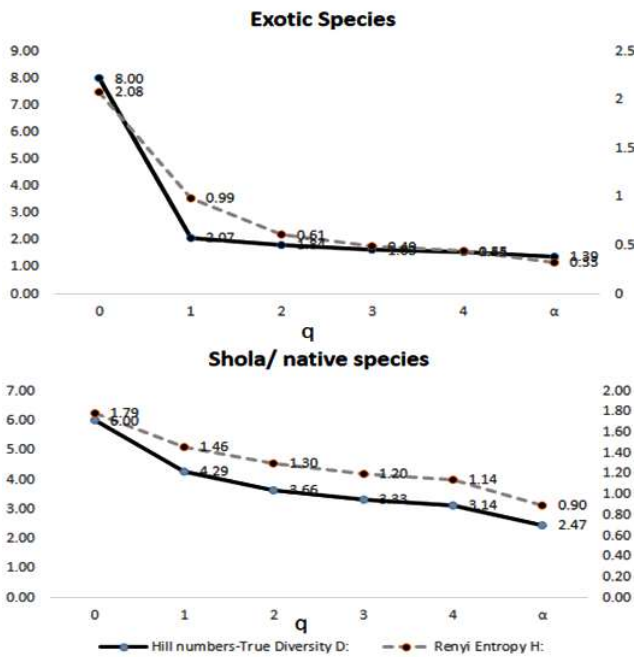 Exotic Species
9.00 2.5
8.00 8.00
2.08 2
7.00
6.00 1.5
5.00
4.00 0.99 1
3.00
2.00 2.07 0.61 0.49 1.39 0.5
1.00 0.33
0.00 0
0 1 2 3 4 α
q
Shola/ native species
7.00 2.00
1.79 1.80
6.00 6.00 1.60
5.00 1.46 1.40
1.30 1.20 1.14 1.20
4.00 4.29 1.00
3.00 3.66 3.33 3.14 0.90 0.80
2.00 2.47 0.60
1.00 0.40
0.20
0.00 0.00
0 1 2 3 4 α
q
Hill numbers-True Diversity D: Renyi Entropy H: